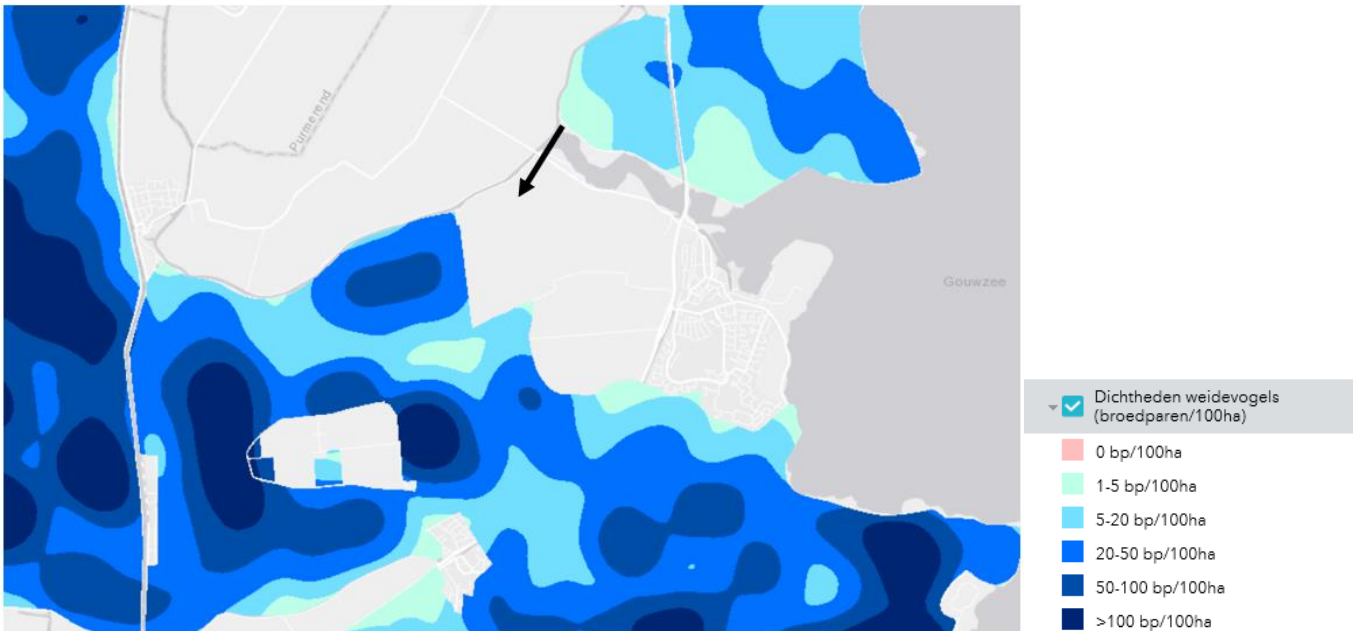 Purmerend
Gouwzee
Dichtheden weidevogels
(broedparen/100ha)
0 bp/100ha
1-5 bp/100ha
5-20 bp/100ha
20-50 bp/100ha
50-100 bp/100ha
>100 bp/100ha